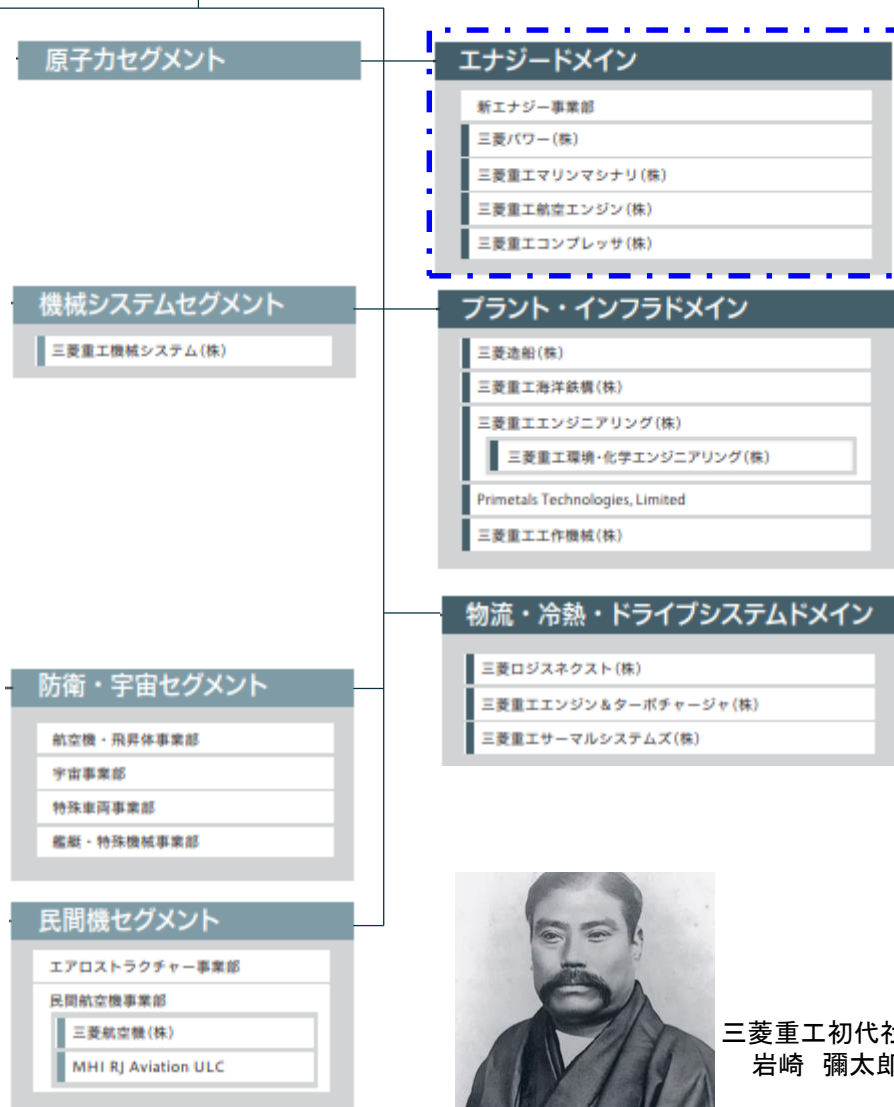 原子力セグメント
エナジードメイン
新エナジー事業部
三菱パワー(株)
三菱重工マリンマシナリ(株)
三菱重工航空エンジン(株)
三菱重工コンプレッサ(株)
機械システムセグメント
三菱重工機械システム(株)
プラント・インフラドメイン
三菱造船(株)
三菱重工海洋鉄構(株)
三菱重工エンジニアリング(株)
三菱重工環境・化学エンジニアリング(株)
Primetals Technologies, Limited
三菱重工工作機械(株)
物流・冷熱・ドライブシステムドメイン
三菱ロジスネクスト(株)
三菱重工エンジン&ターボチャージャ(株)
三菱重工サーマルシステムズ(株)
防衛・宇宙セグメント
航空機・飛昇体事業部
宇宙事業部
特殊車両事業部
艦艇・特殊機械事業部
民間機セグメント
エアロストラクチャー事業部
民間航空機事業部
三菱航空機(株)
MHI RJ Aviation ULC
三菱重工初代社
岩崎 彌太郎